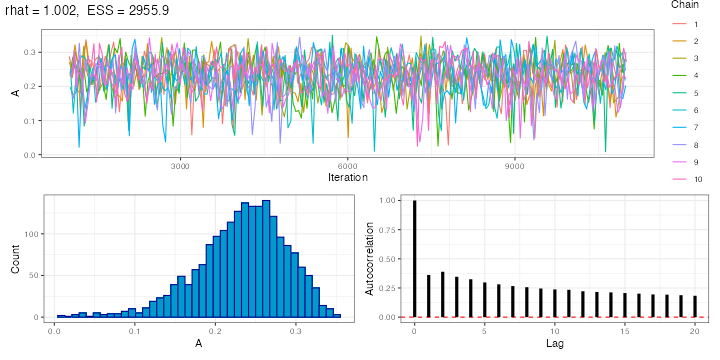 rhat = 1.002,  ESS = 2955.9
Chain
1
2
3
4
5
6
7
8
9
10
A
0.3
0.2
0.1
0.0
3000 6000 9000
Iteration
Count
100
50
0
0.0 0.1 0.2 0.3
A
Autocorrelation
1.00
0.75
0.50
0.25
0.00
0 5 10 15 20
Lag